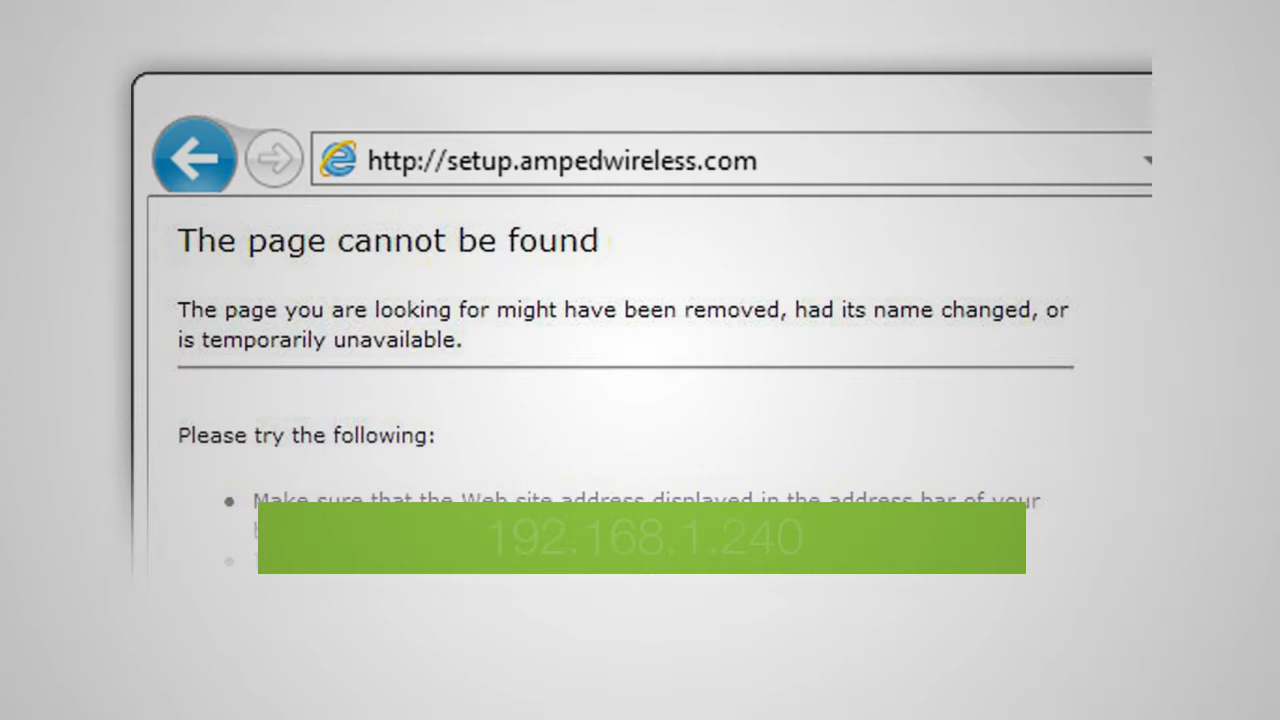 http://setup.ampedwireless.com
The page cannot be found
The page you are looking for might have been removed, had its name changed, or
is temporarily unavailable.
Please try the following:
Make sure that the Web site address displayed in the address bar of your
192.168.1.240